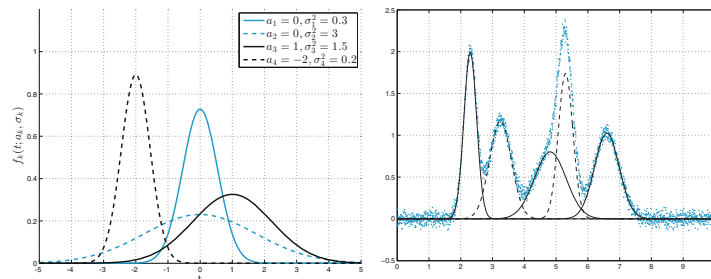 a₁ = 0, σ₁² = 0.3
a₂ = 0, σ₂² = 3
a₃ = 1, σ₃² = 1.5
a₄ = −2, σ₄² = 0.2
1
0.8
0.6
0.4
0.2
0
f_k(t; a_k, σ_k)
-5 -4 -3 -2 -1 0 1 2 3 4 5
t
2.5
2
1.5
1
0.5
0
-0.5
0 1 2 3 4 5 6 7 8 9